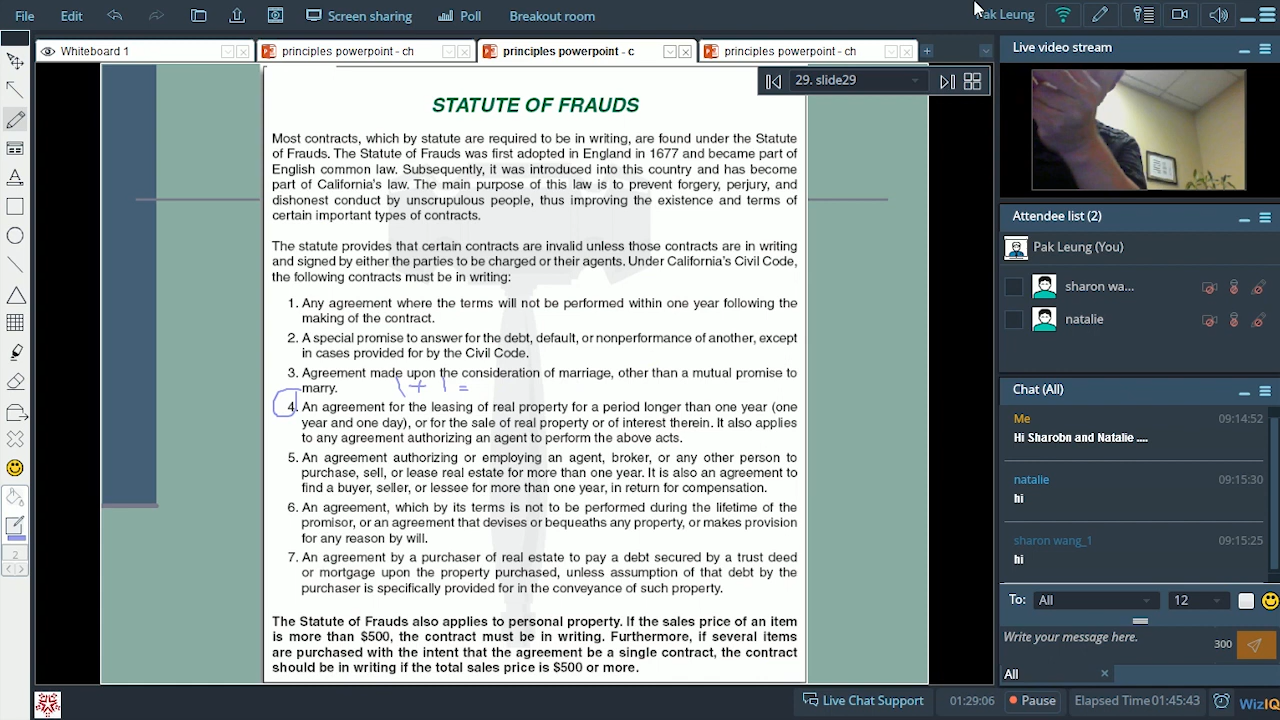 File Edit Screen sharing Poll Breakout room Pak Leung
Whiteboard 1 principles powerpoint - ch principles powerpoint - c principles powerpoint - ch
Live video stream
29. slide29
STATUTE OF FRAUDS
Most contracts, which by statute are required to be in writing, are found under the Statute
of Frauds. The Statute of Frauds was first adopted in England in 1677 and became part of
English common law. Subsequently, it was introduced into this country and has become
part of California's law. The main purpose of this law is to prevent forgery, perjury, and
dishonest conduct by unscrupulous people, thus improving the existence and terms of
certain important types of contracts.
The statute provides that certain contracts are invalid unless those contracts are in writing
and signed by either the parties to be charged or their agents. Under California's Civil Code,
the following contracts must be in writing:
1. Any agreement where the terms will not be performed within one year following the
making of the contract.
2. A special promise to answer for the debt, default, or nonperformance of another, except
in cases provided for by the Civil Code.
3. Agreement made upon the consideration of marriage, other than a mutual promise to
marry.
1 + 1 =
4. An agreement for the leasing of real property for a period longer than one year (one
year and one day), or for the sale of real property or of interest therein. It also applies
to any agreement authorizing an agent to perform the above acts.
5. An agreement authorizing or employing an agent, broker, or any other person to
purchase, sell, or lease real estate for more than one year. It is also an agreement to
find a buyer, seller, or lessee for more than one year, in return for compensation.
6. An agreement, which by its terms is not to be performed during the lifetime of the
promisor, or an agreement that devises or bequeaths any property, or makes provision
for any reason by will.
7. An agreement by a purchaser of real estate to pay a debt secured by a trust deed
or mortgage upon the property purchased, unless assumption of that debt by the
purchaser is specifically provided for in the conveyance of such property.
The Statute of Frauds also applies to personal property. If the sales price of an item
is more than $500, the contract must be in writing. Furthermore, if several items
are purchased with the intent that the agreement be a single contract, the contract
should be in writing if the total sales price is $500 or more.
2
Attendee list (2)
Pak Leung (You)
sharon wa...
natalie
Chat (All)
Me 09:14:52
Hi Sharobn and Natalie ....
natalie 09:15:30
hi
sharon wang_1 09:15:25
hi
To: All 12
Write your message here. 300
All
Live Chat Support 01:29:06 Pause Elapsed Time 01:45:43 WizIQ